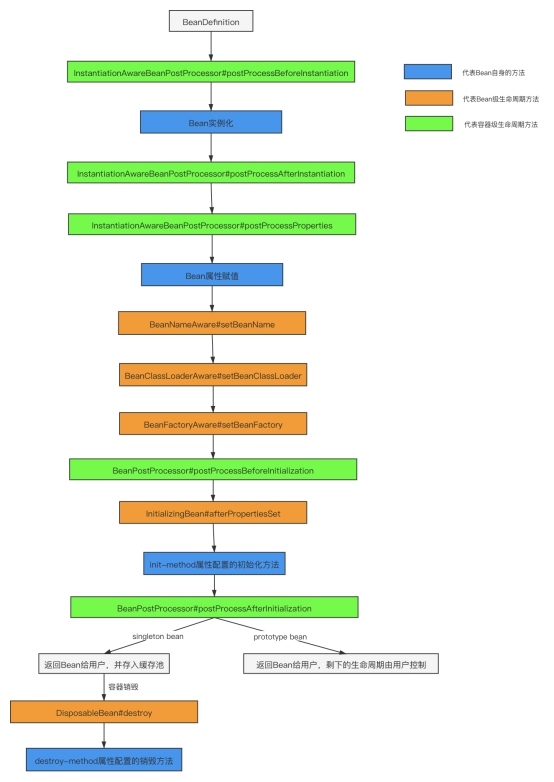 BeanDefinition
InstantiationAwareBeanPostProcessor#postProcessBeforeInstantiation
代表Bean自身的方法
代表Bean级生命周期方法
Bean实例化
代表容器级生命周期方法
InstantiationAwareBeanPostProcessor#postProcessAfterInstantiation
InstantiationAwareBeanPostProcessor#postProcessProperties
Bean属性赋值
BeanNameAware#setBeanName
BeanClassLoaderAware#setBeanClassLoader
BeanFactoryAware#setBeanFactory
BeanPostProcessor#postProcessBeforeInitialization
InitializingBean#afterPropertiesSet
init-method属性配置的初始化方法
BeanPostProcessor#postProcessAfterInitialization
singleton bean
prototype bean
返回Bean给用户，并存入缓存池
返回Bean给用户，剩下的生命周期由用户控制
容器销毁
DisposableBean#destroy
destroy-method属性配置的销毁方法